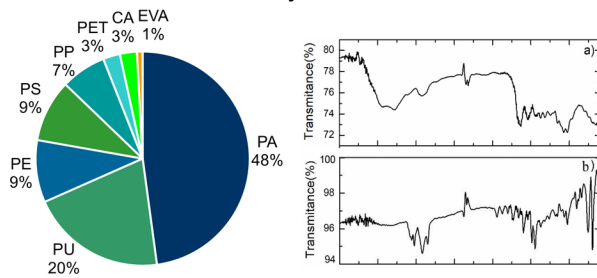 PET
3%
CA
3%
EVA
1%
PP
7%
PS
9%
PE
9%
PU
20%
PA
48%
Transmitance(%)
80
78
76
74
72
a)
Transmitance(%)
100
98
96
94
b)